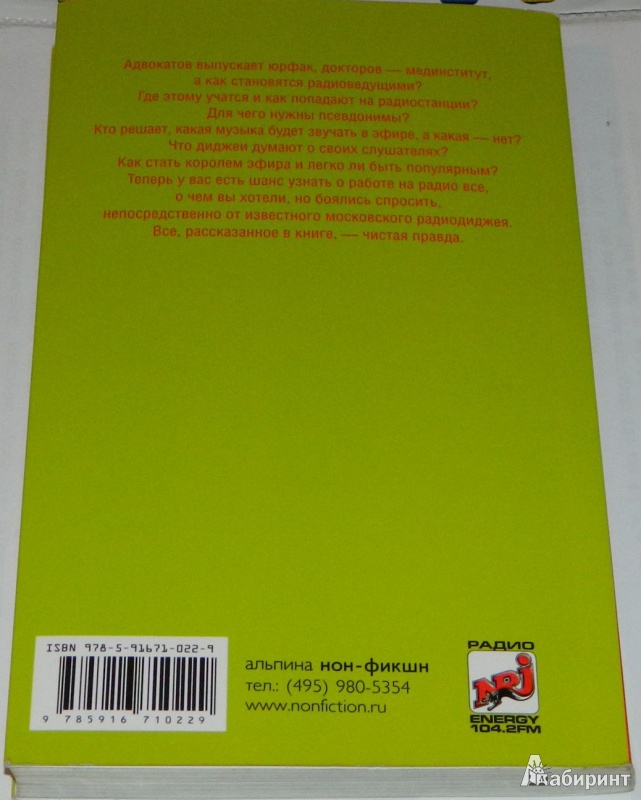 Адвокатов выпускает юрфак, докторов — мединститут,
а как становятся радиоведущими?
Где этому учатся и как попадают на радиостанции?
Для чего нужны псевдонимы?
Кто решает, какая музыка будет звучать в эфире, а какая — нет?
Что диджеи думают о своих слушателях?
Как стать королем эфира и легко ли быть популярным?
Теперь у вас есть шанс узнать о работе на радио все,
о чем вы хотели, но боялись спросить,
непосредственно от известного московского радиодиджея.
Все, рассказанное в книге, — чистая правда.
ISBN 978-5-91671-022-9
9 785916 710229
альпина нон-фикшн
тел.: (495) 980-5354
www.nonfiction.ru
РАДИО
NRJ
ENERGY
104.2FM
Лабиринт